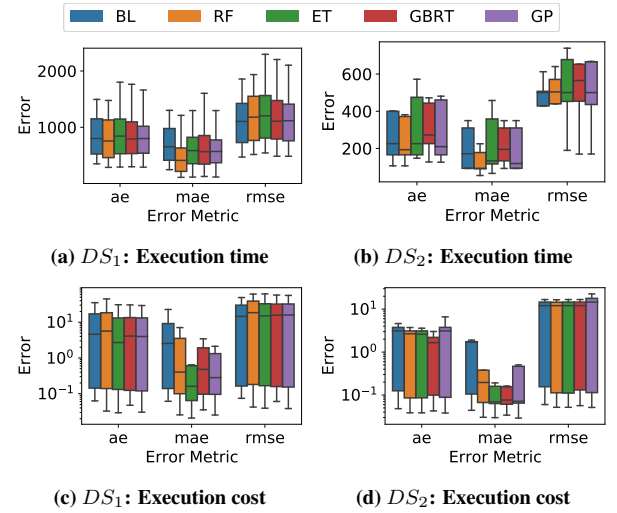 BL RF ET GBRT GP
2000
1000
Error
ae mae rmse
Error Metric
(a) DS1: Execution time
600
400
200
Error
ae mae rmse
Error Metric
(b) DS2: Execution time
10^1
10^0
10^−1
Error
ae mae rmse
Error Metric
(c) DS1: Execution cost
10^1
10^0
10^−1
Error
ae mae rmse
Error Metric
(d) DS2: Execution cost